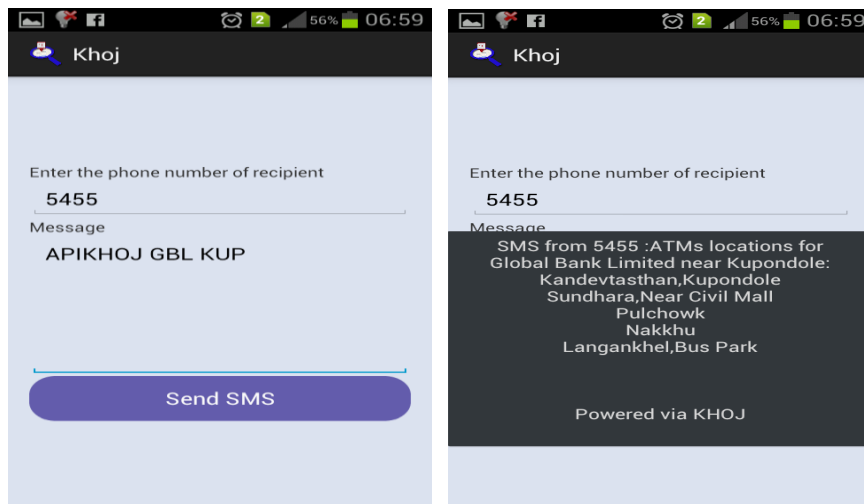 2 56% 06:59
Khoj
Enter the phone number of recipient
5455
Message
APIKHOJ GBL KUP
Send SMS
2 56% 06:59
Khoj
Enter the phone number of recipient
5455
Message
SMS from 5455 :ATMs locations for
Global Bank Limited near Kupondole:
Kandevtasthan,Kupondole
Sundhara,Near Civil Mall
Pulchowk
Nakkhu
Langankhel,Bus Park
Powered via KHOJ